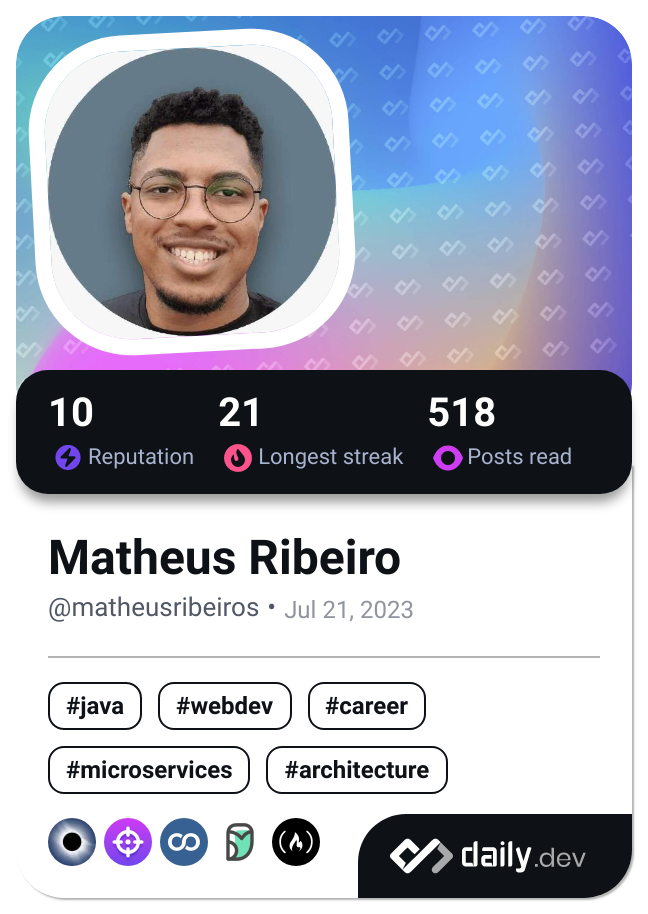 10 21 518
Reputation Longest streak Posts read
Matheus Ribeiro
@matheusribeiros • Jul 21, 2023
#java #webdev #career
#microservices #architecture
daily.dev